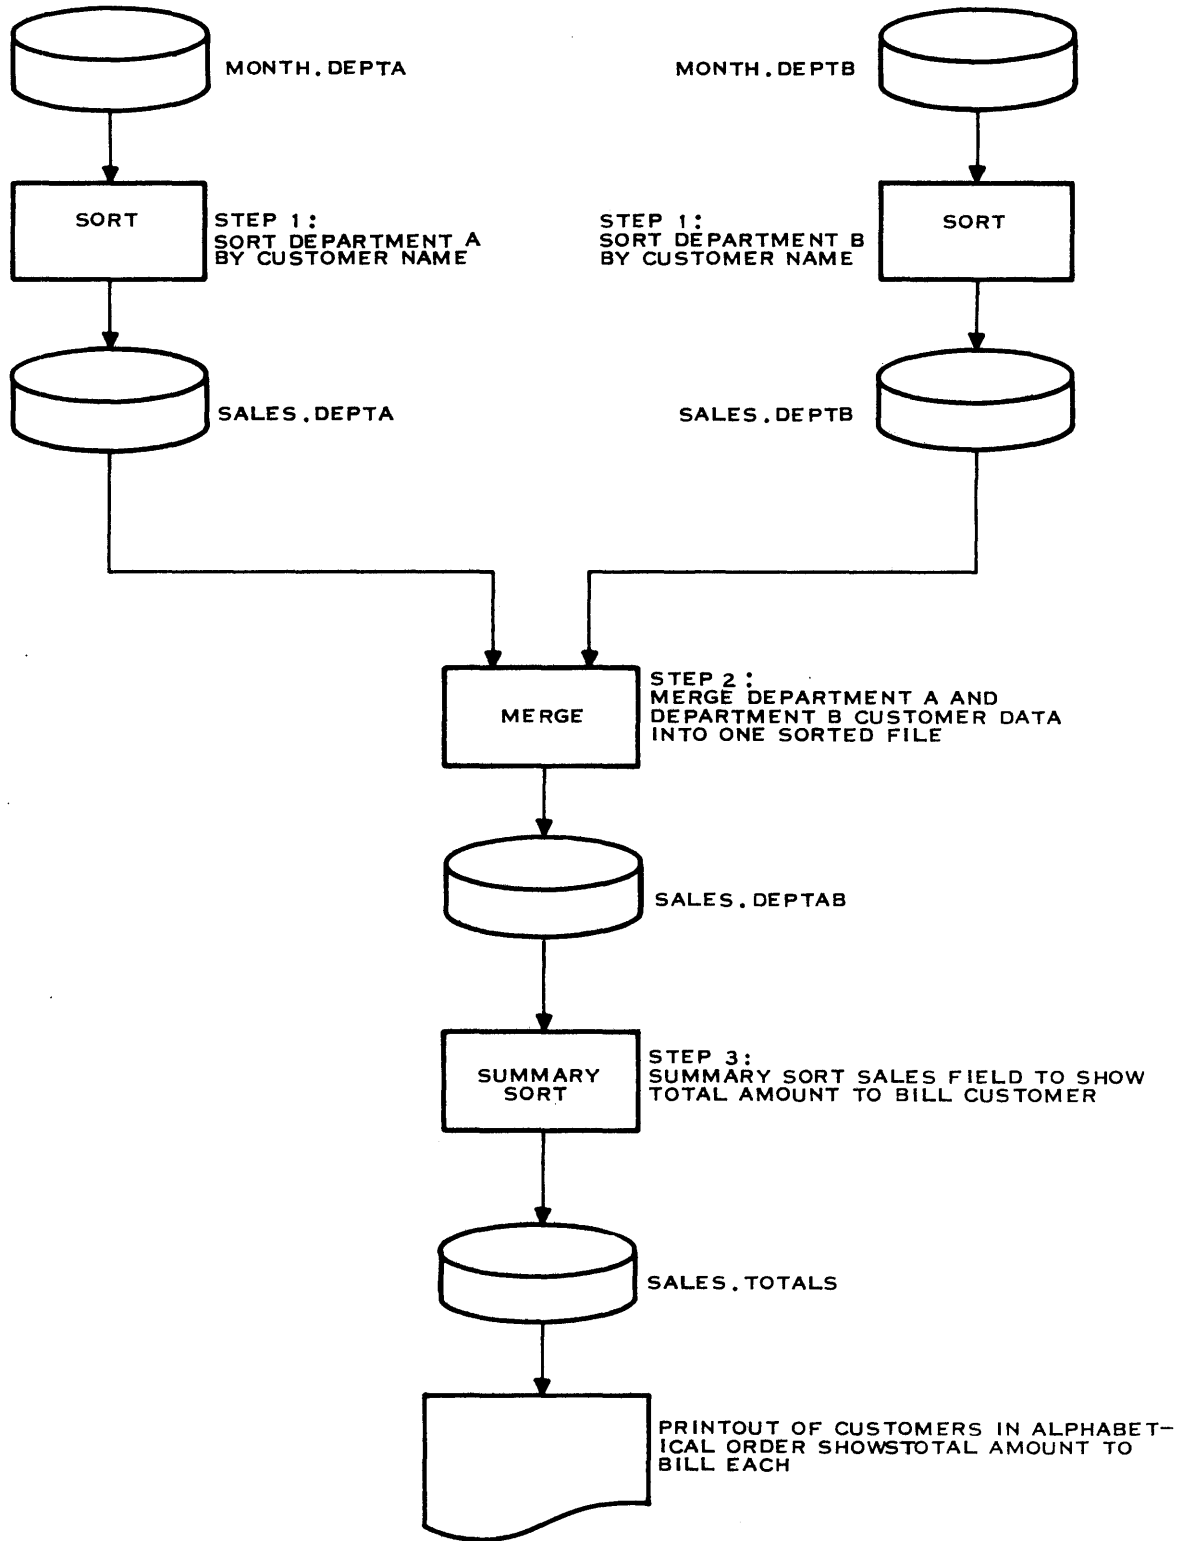 MONTH.DEPTA
MONTH.DEPTB
SORT
STEP 1:
SORT DEPARTMENT A
BY CUSTOMER NAME
STEP 1:
SORT DEPARTMENT B
BY CUSTOMER NAME
SORT
SALES.DEPTA
SALES.DEPTB
MERGE
STEP 2:
MERGE DEPARTMENT A AND
DEPARTMENT B CUSTOMER DATA
INTO ONE SORTED FILE
SALES.DEPTAB
SUMMARY
SORT
STEP 3:
SUMMARY SORT SALES FIELD TO SHOW
TOTAL AMOUNT TO BILL CUSTOMER
SALES.TOTALS
PRINTOUT OF CUSTOMERS IN ALPHABET-
ICAL ORDER SHOWSTOTAL AMOUNT TO
BILL EACH